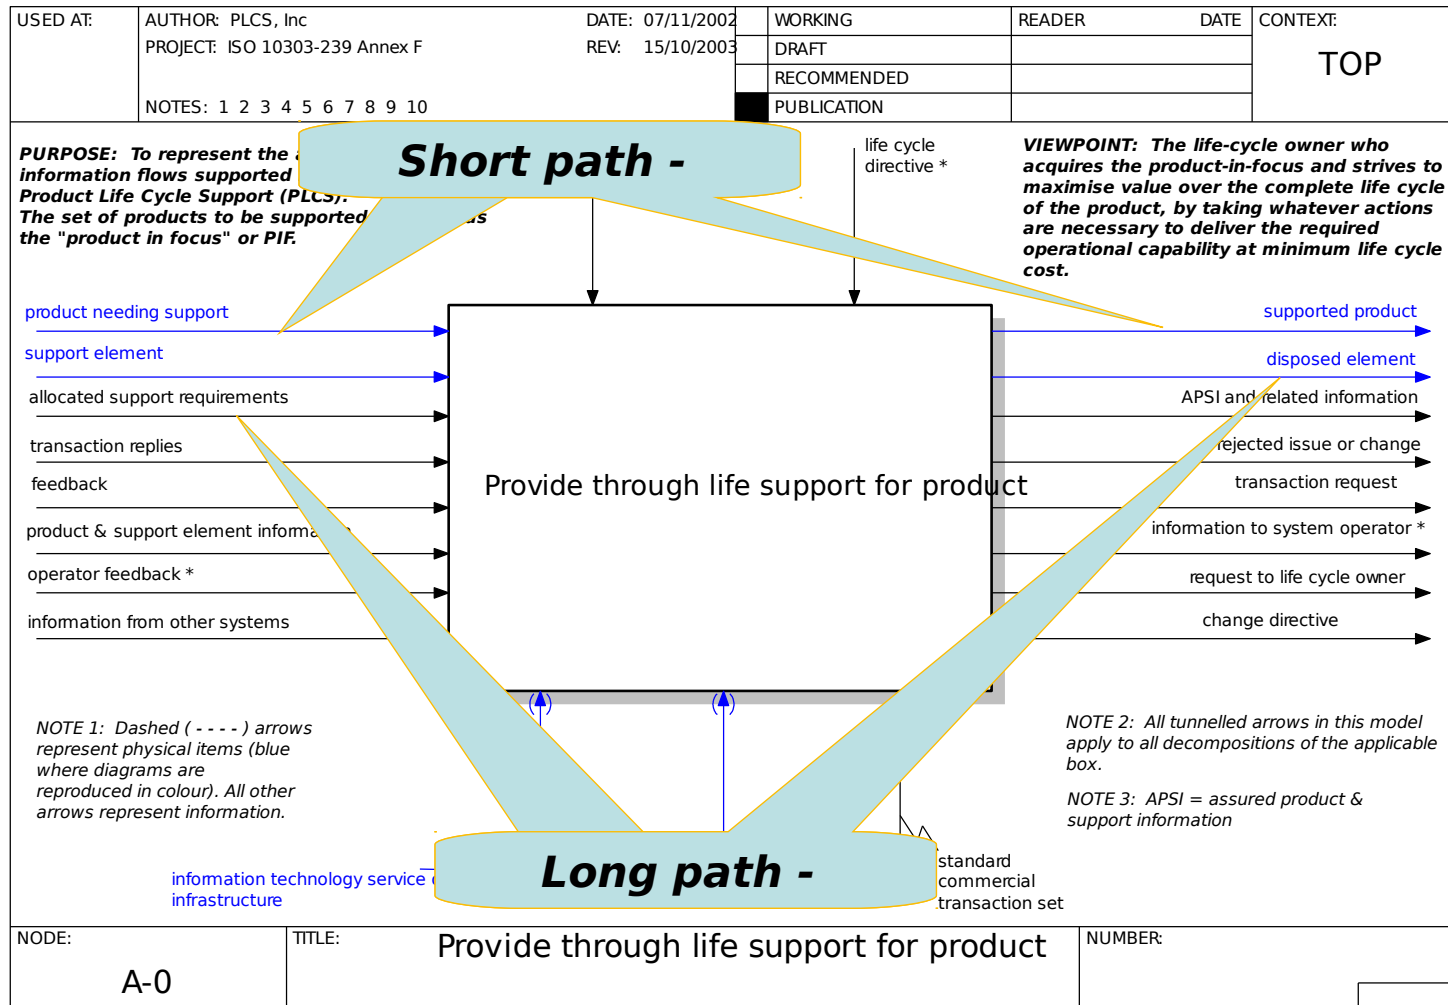 USED AT:
AUTHOR: PLCS, Inc
DATE: 07/11/2002
PROJECT: ISO 10303-239 Annex F
REV: 15/10/2003
NOTES: 1 2 3 4 5 6 7 8 9 10
WORKING
DRAFT
RECOMMENDED
PUBLICATION
READER
DATE
CONTEXT:
TOP
PURPOSE: To represent the
information flows supported
Product Life Cycle Support (PLCS).
The set of products to be supported
the "product in focus" or PIF.
Short path -
life cycle
directive *
VIEWPOINT: The life-cycle owner who
acquires the product-in-focus and strives to
maximise value over the complete life cycle
of the product, by taking whatever actions
are necessary to deliver the required
operational capability at minimum life cycle
cost.
product needing support
support element
allocated support requirements
transaction replies
feedback
product & support element information
operator feedback *
information from other systems
Provide through life support for product
supported product
disposed element
APSI and related information
rejected issue or change
transaction request
information to system operator *
request to life cycle owner
change directive
NOTE 1: Dashed ( - - - - ) arrows
represent physical items (blue
where diagrams are
reproduced in colour). All other
arrows represent information.
( )
( )
NOTE 2: All tunnelled arrows in this model
apply to all decompositions of the applicable
box.
NOTE 3: APSI = assured product &
support information
information technology service
infrastructure
Long path -
standard
commercial
transaction set
NODE:
A-0
TITLE:
Provide through life support for product
NUMBER: